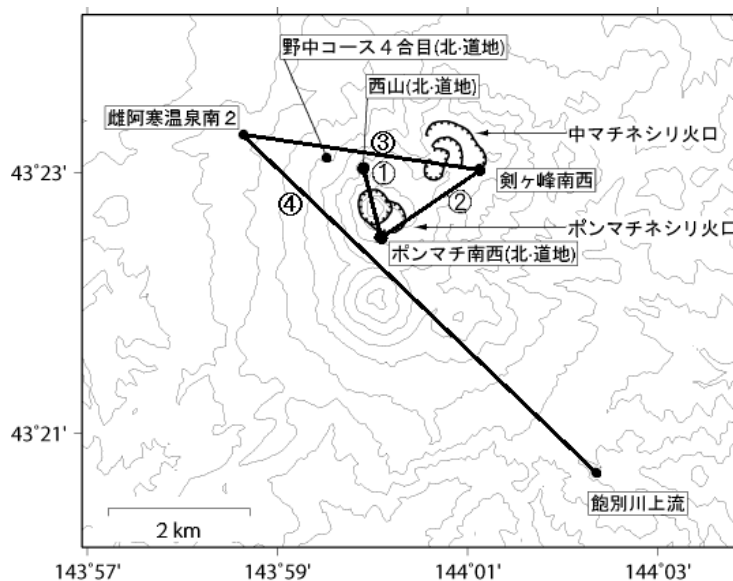 野中コース4合目(北·道地)
西山(北·道地)
雌阿寒温泉南2
中マチネシリ火口
③
43°23'
①
剣ヶ峰南西
②
④
ポンマチネシリ火口
ポンマチ南西(北·道地)
43°21'
飽別川上流
2 km
143°57' 143°59' 144°01' 144°03'